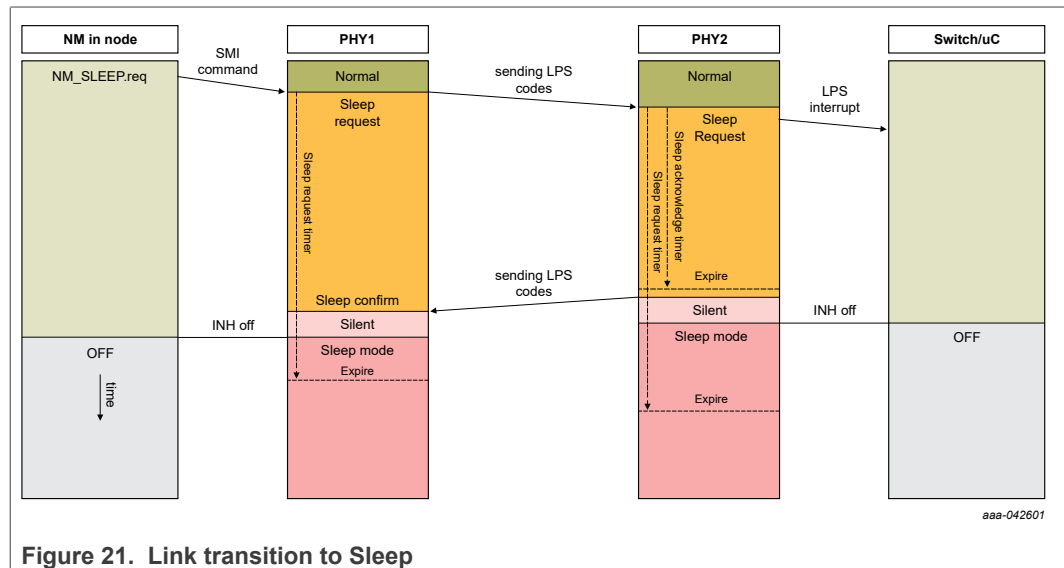 NM in node
PHY1
PHY2
Switch/uC
NM_SLEEP.req
SMI
command
Normal
sending LPS
codes
Normal
LPS
interrupt
Sleep
request
Sleep
Request
Sleep request timer
Sleep request timer
Sleep acknowledge timer
Expire
sending LPS
codes
Sleep confirm
Silent
Silent
INH off
INH off
OFF
Sleep mode
Sleep mode
OFF
Expire
time
Expire
aaa-042601
Figure 21. Link transition to Sleep